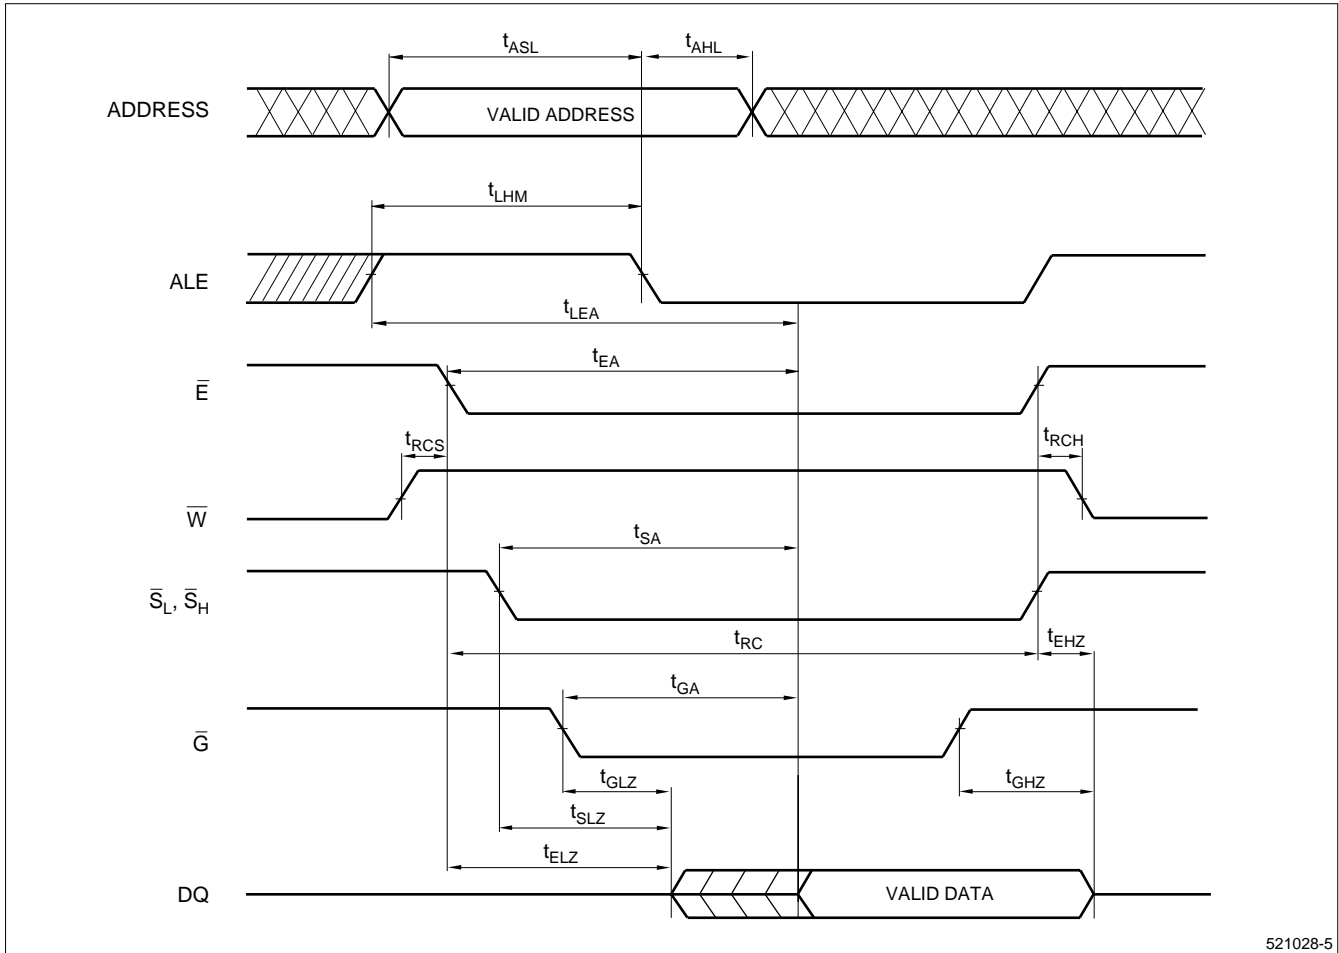 tASL
tAHL
ADDRESS
VALID ADDRESS
tLHM
ALE
tLEA
tEA
E̅
tRCS
tRCH
W̅
tSA
S̅L, S̅H
tRC
tEHZ
tGA
G̅
tGLZ
tGHZ
tSLZ
tELZ
DQ
VALID DATA
521028-5